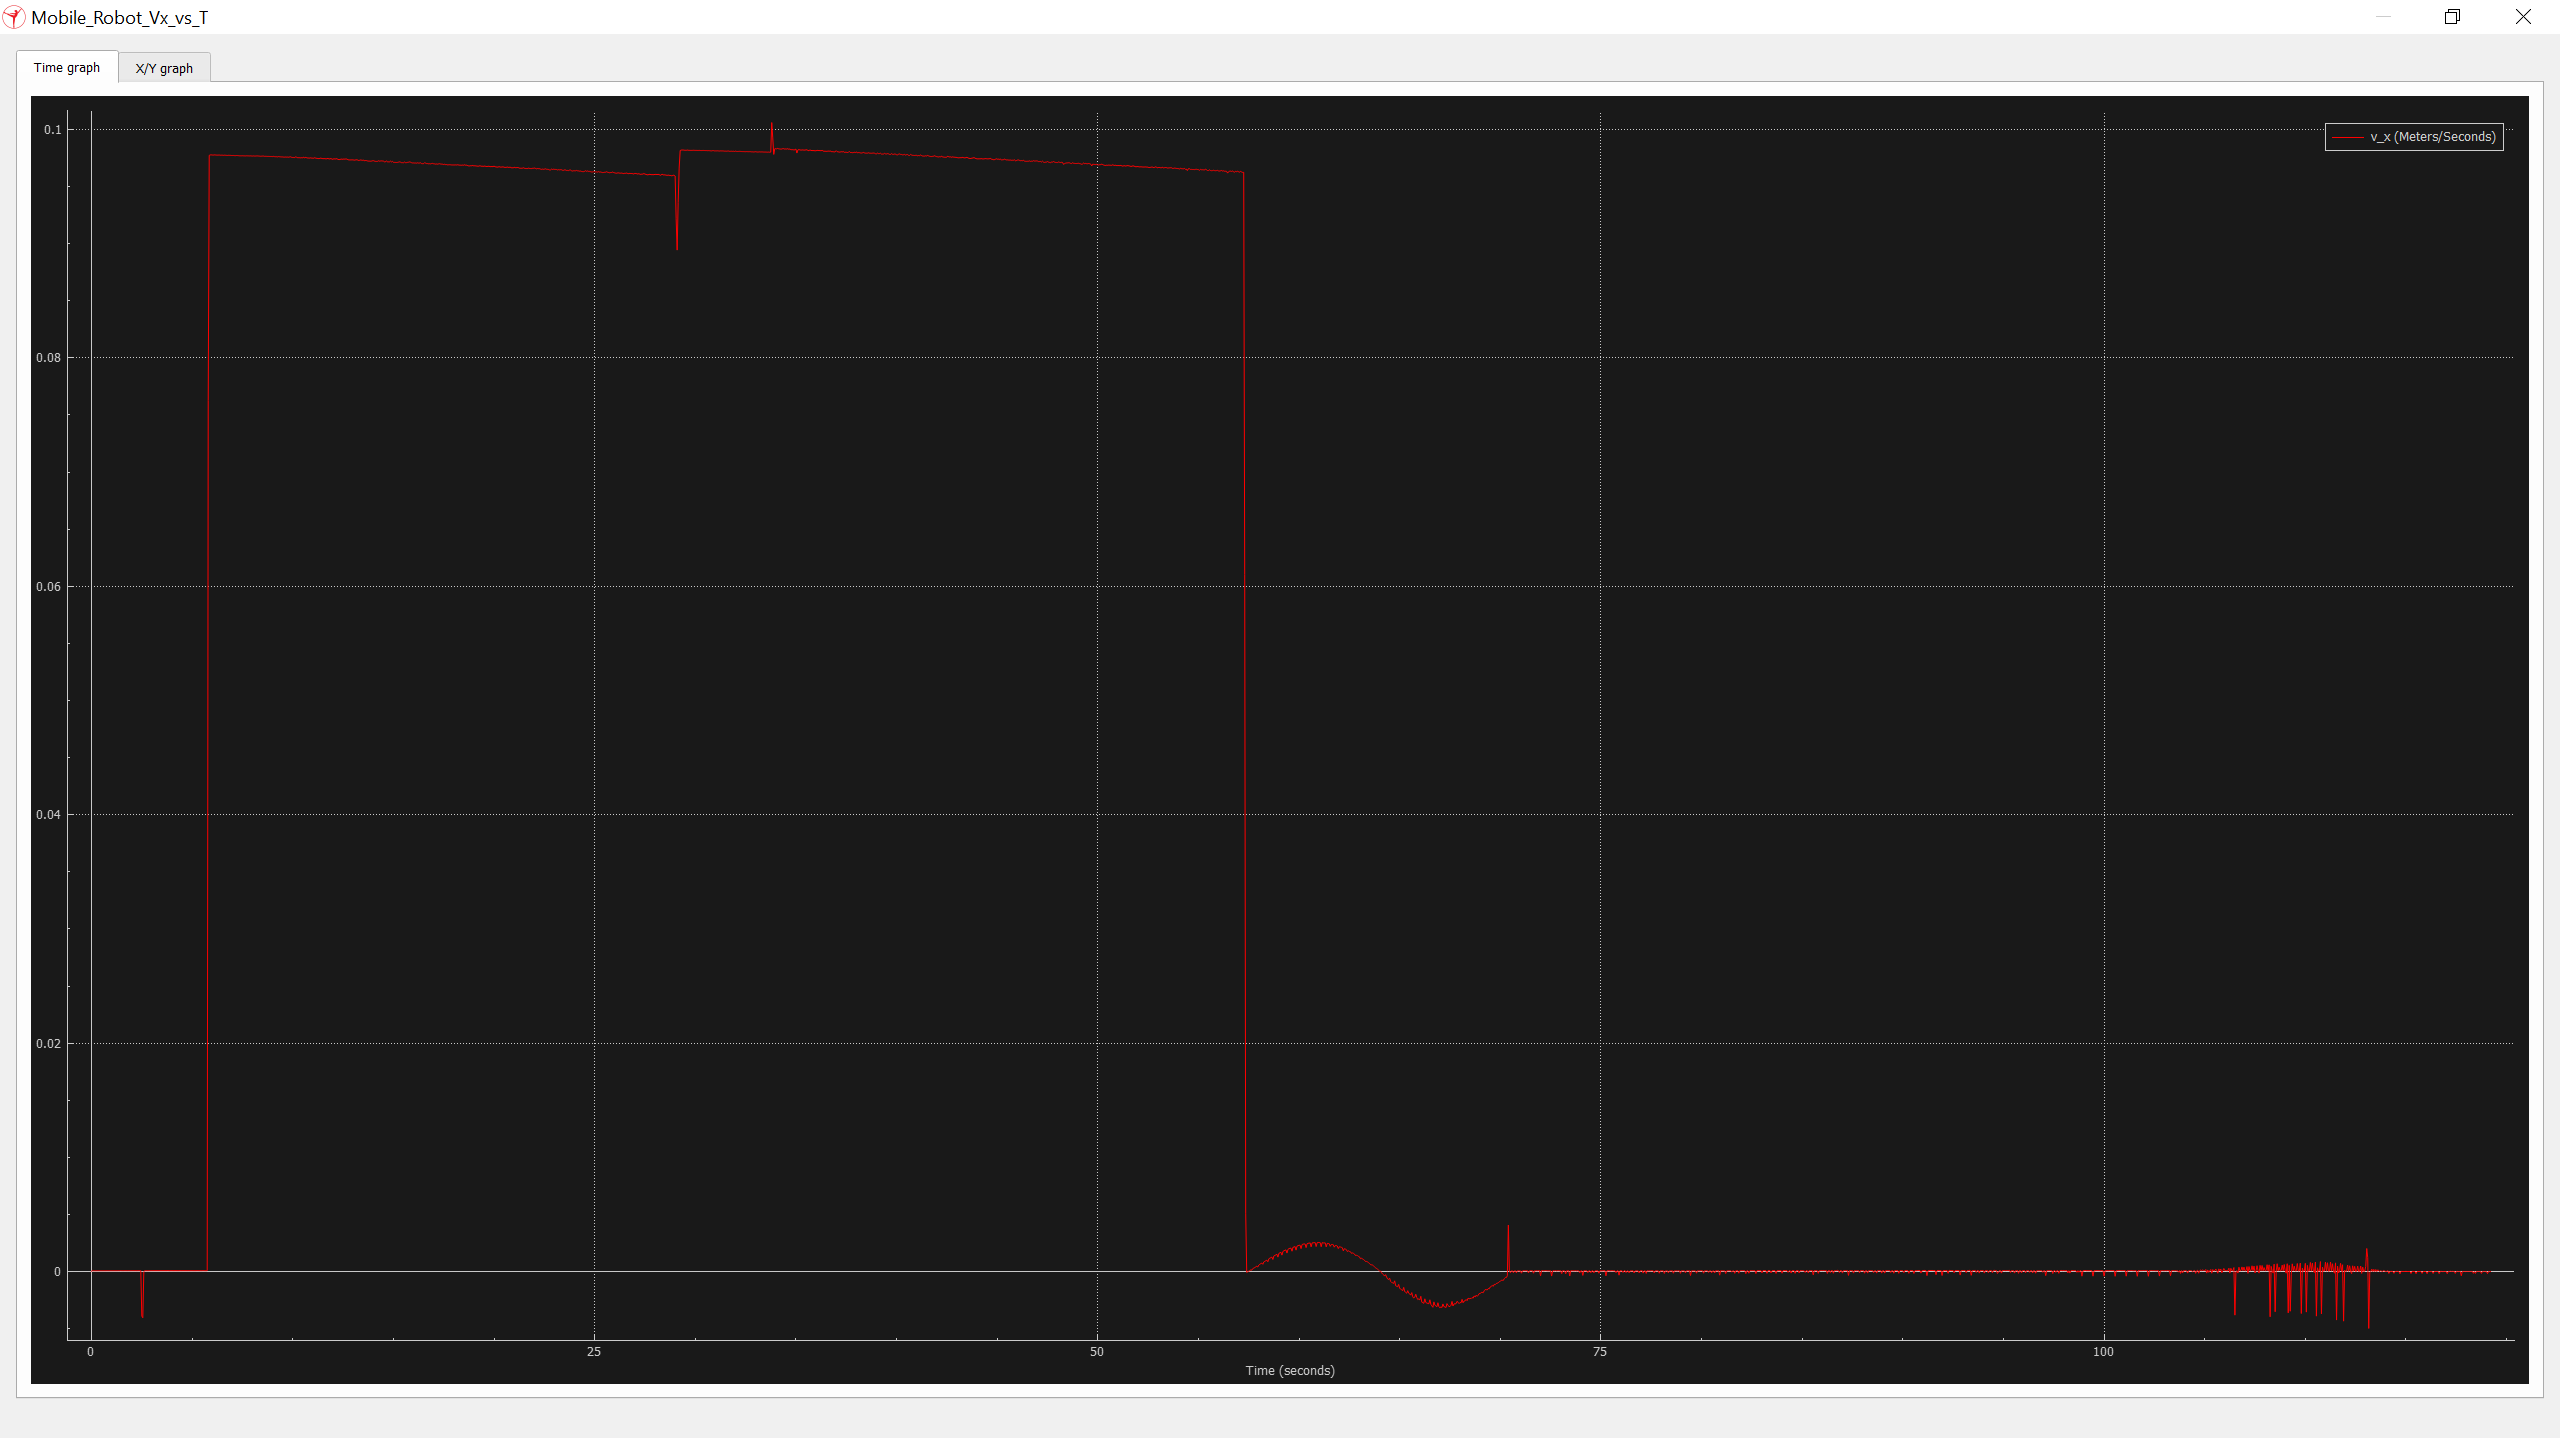 Mobile_Robot_Vx_vs_T
Time graph
X/Y graph
v_x (Meters/Seconds)
0.1
0.08
0.06
0.04
0.02
0
0 25 50 75 100
Time (seconds)